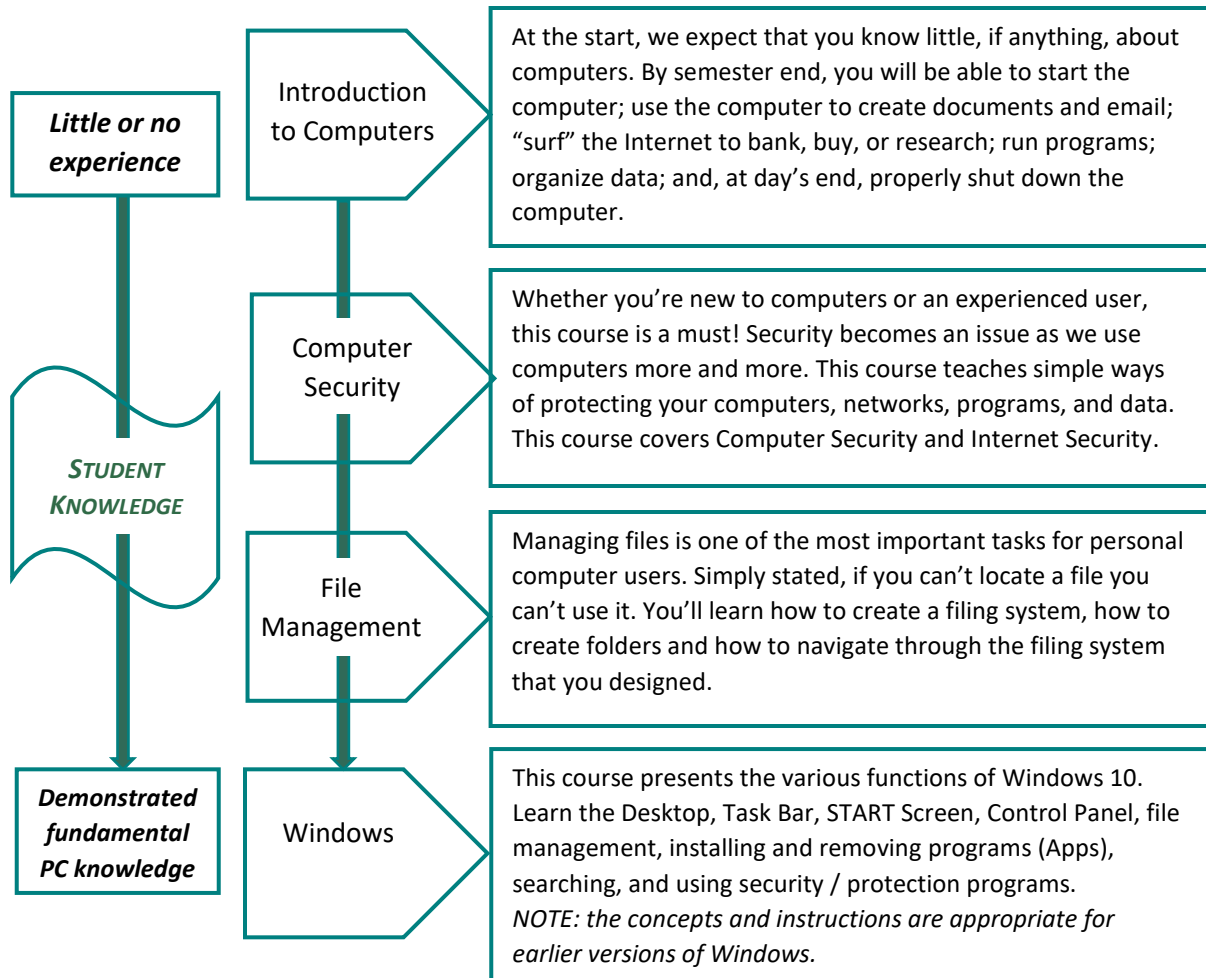 Little or no
experience
STUDENT
KNOWLEDGE
Demonstrated
fundamental
PC knowledge
Introduction
to Computers
At the start, we expect that you know little, if anything, about
computers. By semester end, you will be able to start the
computer; use the computer to create documents and email;
“surf” the Internet to bank, buy, or research; run programs;
organize data; and, at day’s end, properly shut down the
computer.
Computer
Security
Whether you’re new to computers or an experienced user,
this course is a must! Security becomes an issue as we use
computers more and more. This course teaches simple ways
of protecting your computers, networks, programs, and data.
This course covers Computer Security and Internet Security.
File
Management
Managing files is one of the most important tasks for personal
computer users. Simply stated, if you can’t locate a file you
can’t use it. You’ll learn how to create a filing system, how to
create folders and how to navigate through the filing system
that you designed.
Windows
This course presents the various functions of Windows 10.
Learn the Desktop, Task Bar, START Screen, Control Panel, file
management, installing and removing programs (Apps),
searching, and using security / protection programs.
NOTE: the concepts and instructions are appropriate for
earlier versions of Windows.